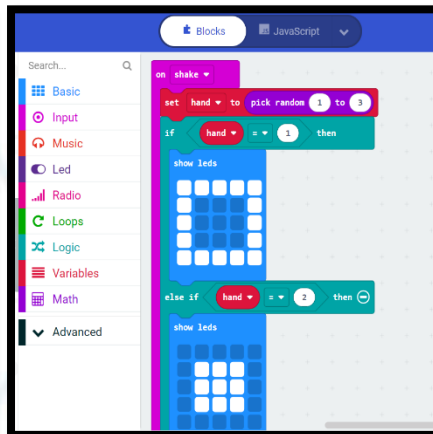 Blocks
JavaScript
Search...
Basic
Input
Music
Led
Radio
Loops
Logic
Variables
Math
Advanced
on shake
set hand to pick random 1 to 3
if hand = 1 then
show leds
else if hand = 2 then
show leds